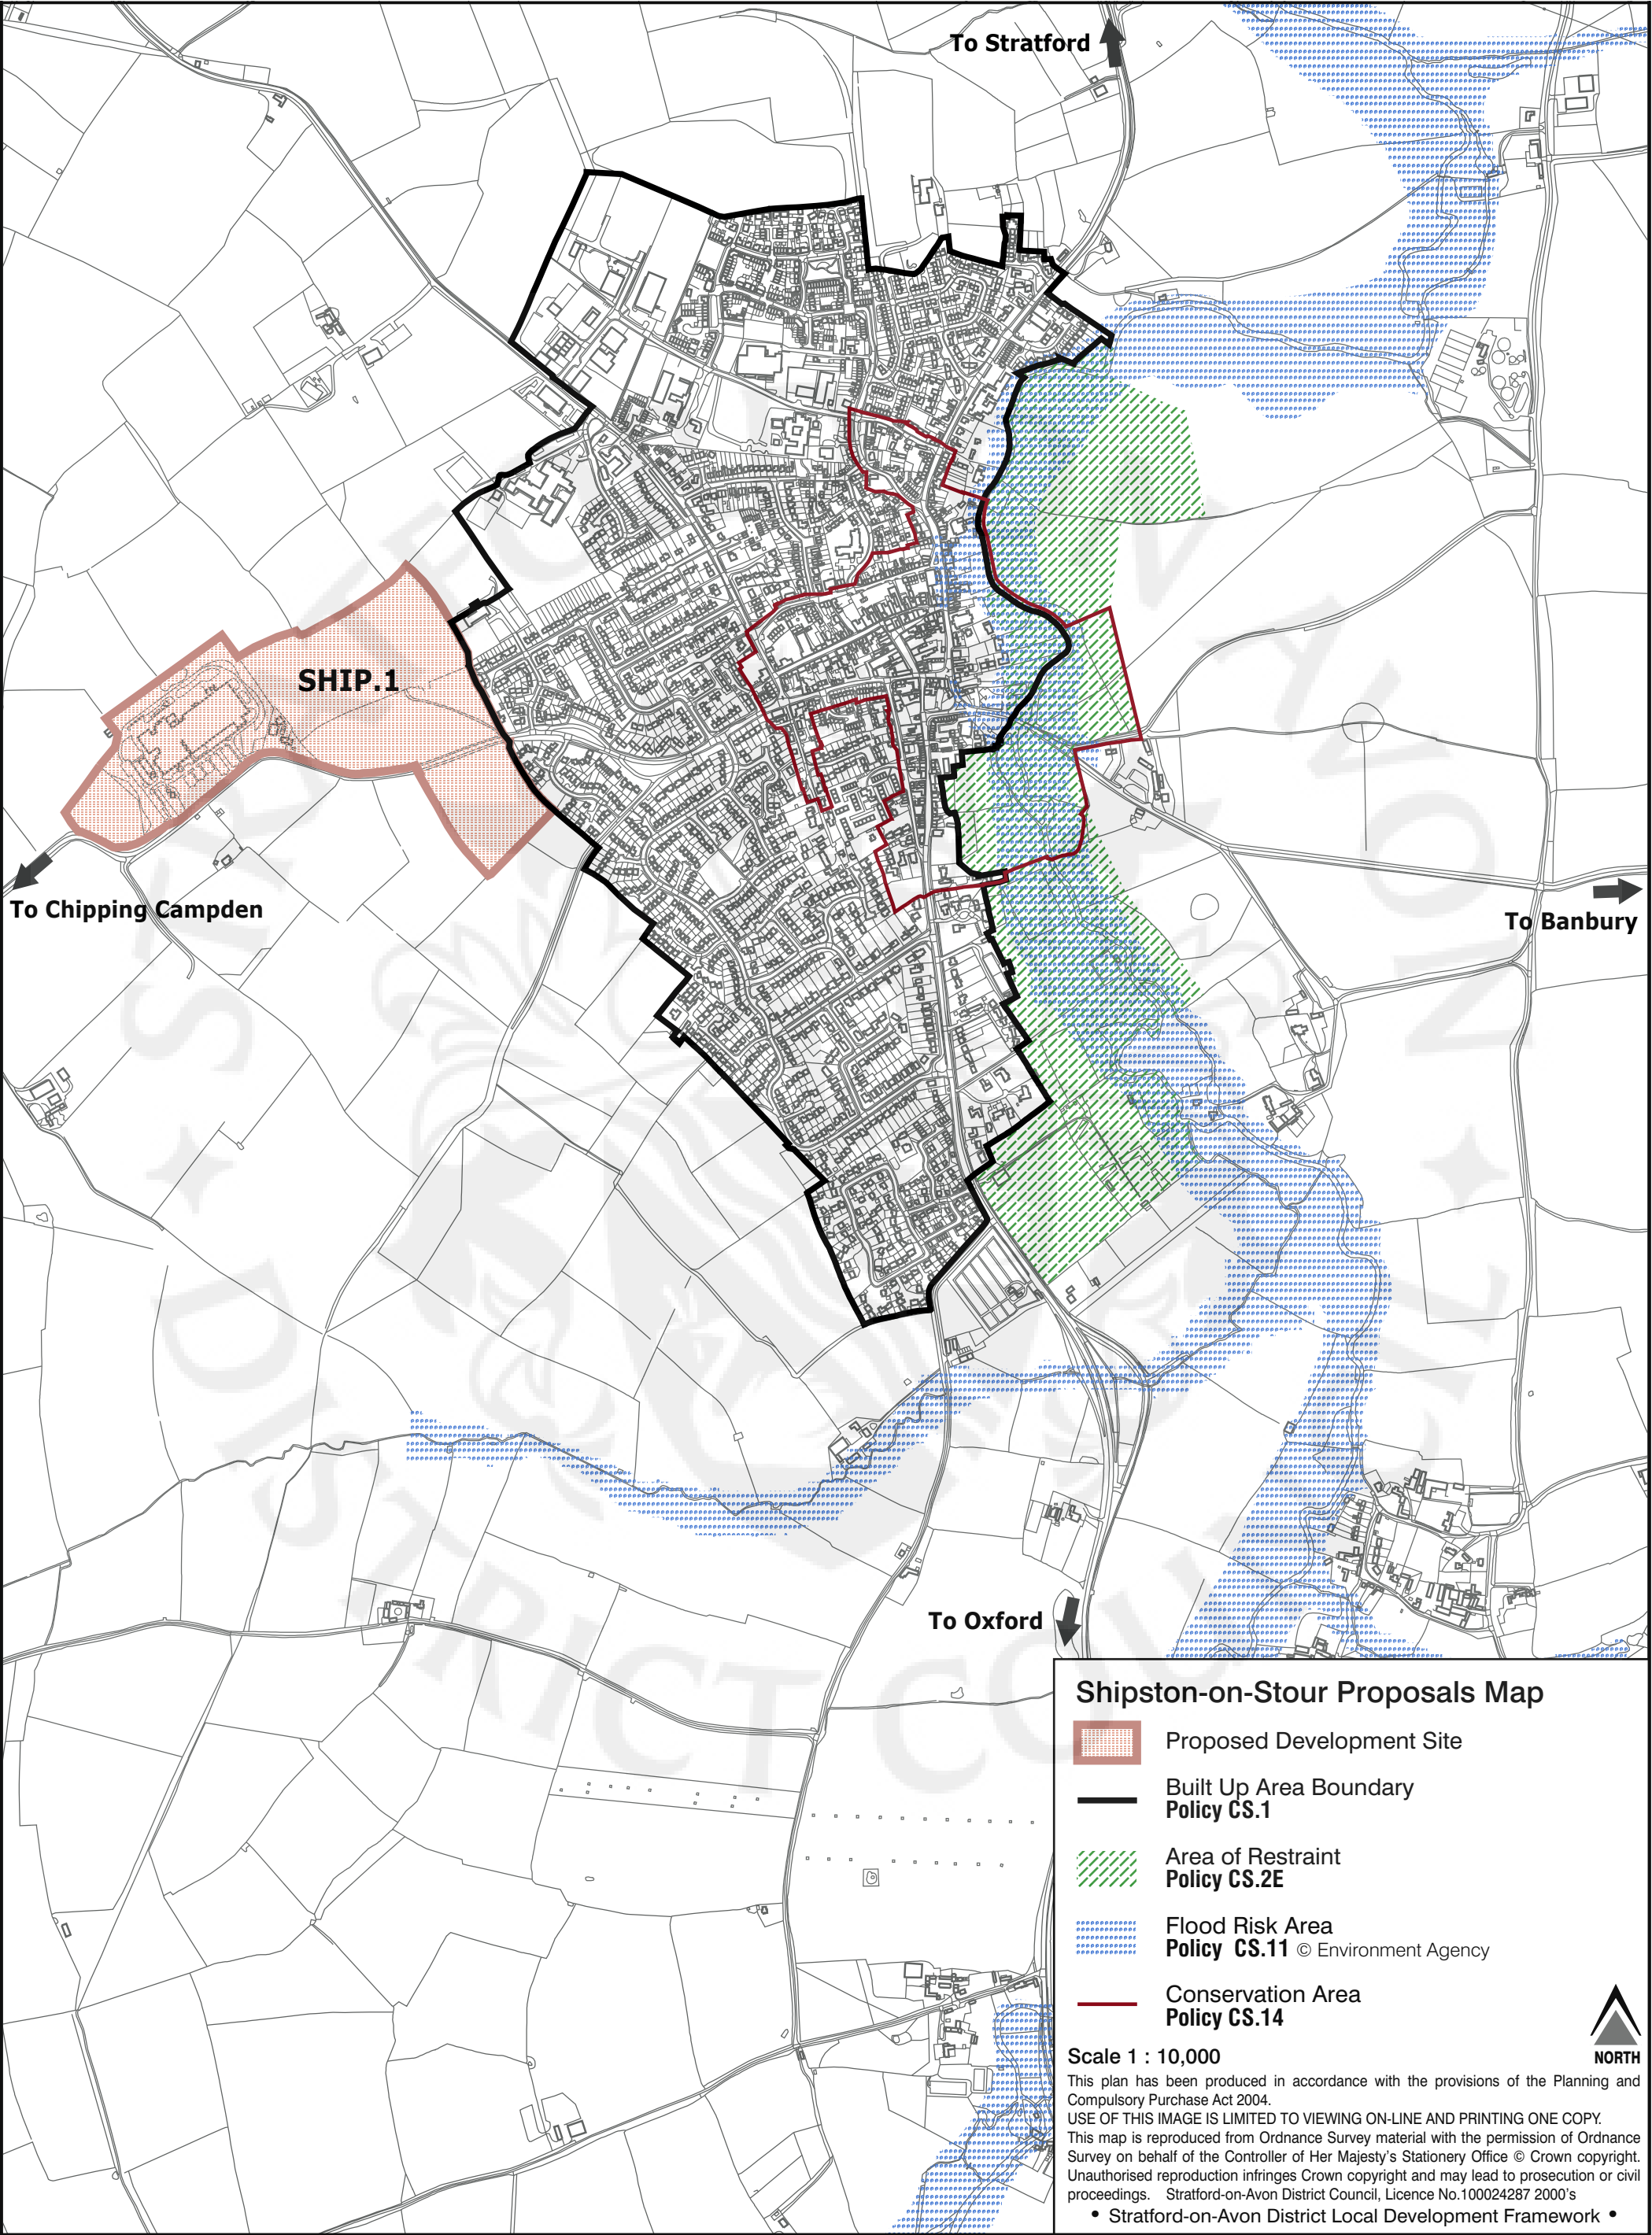 To Stratford
SHIP.1
To Chipping Campden
To Banbury
To Oxford
Shipston-on-Stour Proposals Map
Proposed Development Site
Built Up Area Boundary
Policy CS.1
Area of Restraint
Policy CS.2E
Flood Risk Area
Policy CS.11 © Environment Agency
Conservation Area
Policy CS.14
NORTH
Scale 1 : 10,000
This plan has been produced in accordance with the provisions of the Planning and
Compulsory Purchase Act 2004.
USE OF THIS IMAGE IS LIMITED TO VIEWING ON-LINE AND PRINTING ONE COPY.
This map is reproduced from Ordnance Survey material with the permission of Ordnance
Survey on behalf of the Controller of Her Majesty's Stationery Office © Crown copyright.
Unauthorised reproduction infringes Crown copyright and may lead to prosecution or civil
proceedings. Stratford-on-Avon District Council, Licence No.100024287 2000's
• Stratford-on-Avon District Local Development Framework •
DISTRICT COUNCIL